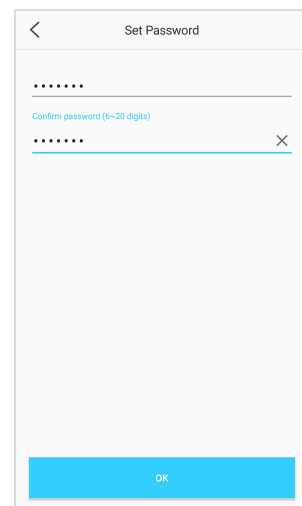 Set Password
•••••••
Confirm password (6~20 digits)
•••••••
OK